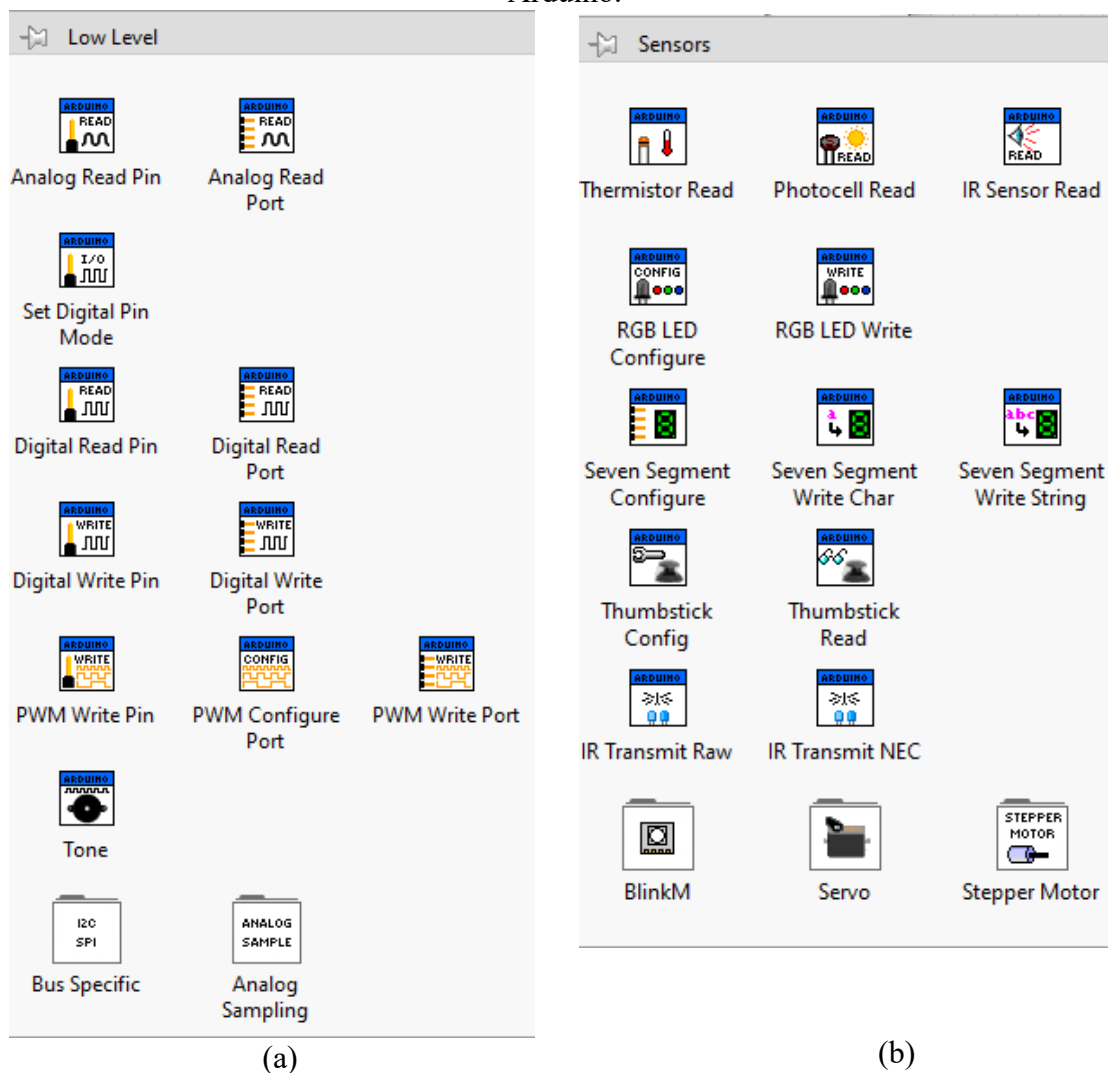 Arduino.
Low Level
ARDUINO
READ
ARDUINO
READ
Analog Read Pin
Analog Read
Port
ARDUINO
I/O
Set Digital Pin
Mode
ARDUINO
READ
ARDUINO
READ
Digital Read Pin
Digital Read
Port
ARDUINO
WRITE
ARDUINO
WRITE
Digital Write Pin
Digital Write
Port
ARDUINO
WRITE
ARDUINO
CONFIG
ARDUINO
WRITE
PWM Write Pin
PWM Configure
Port
PWM Write Port
ARDUINO
Tone
I2C
SPI
ANALOG
SAMPLE
Bus Specific
Analog
Sampling
(a)
Sensors
ARDUINO
ARDUINO
READ
ARDUINO
READ
Thermistor Read
Photocell Read
IR Sensor Read
ARDUINO
CONFIG
ARDUINO
WRITE
RGB LED
Configure
RGB LED Write
ARDUINO
ARDUINO
a
ARDUINO
abc
Seven Segment
Configure
Seven Segment
Write Char
Seven Segment
Write String
ARDUINO
ARDUINO
Thumbstick
Config
Thumbstick
Read
ARDUINO
ARDUINO
IR Transmit Raw
IR Transmit NEC
STEPPER
MOTOR
BlinkM
Servo
Stepper Motor
(b)